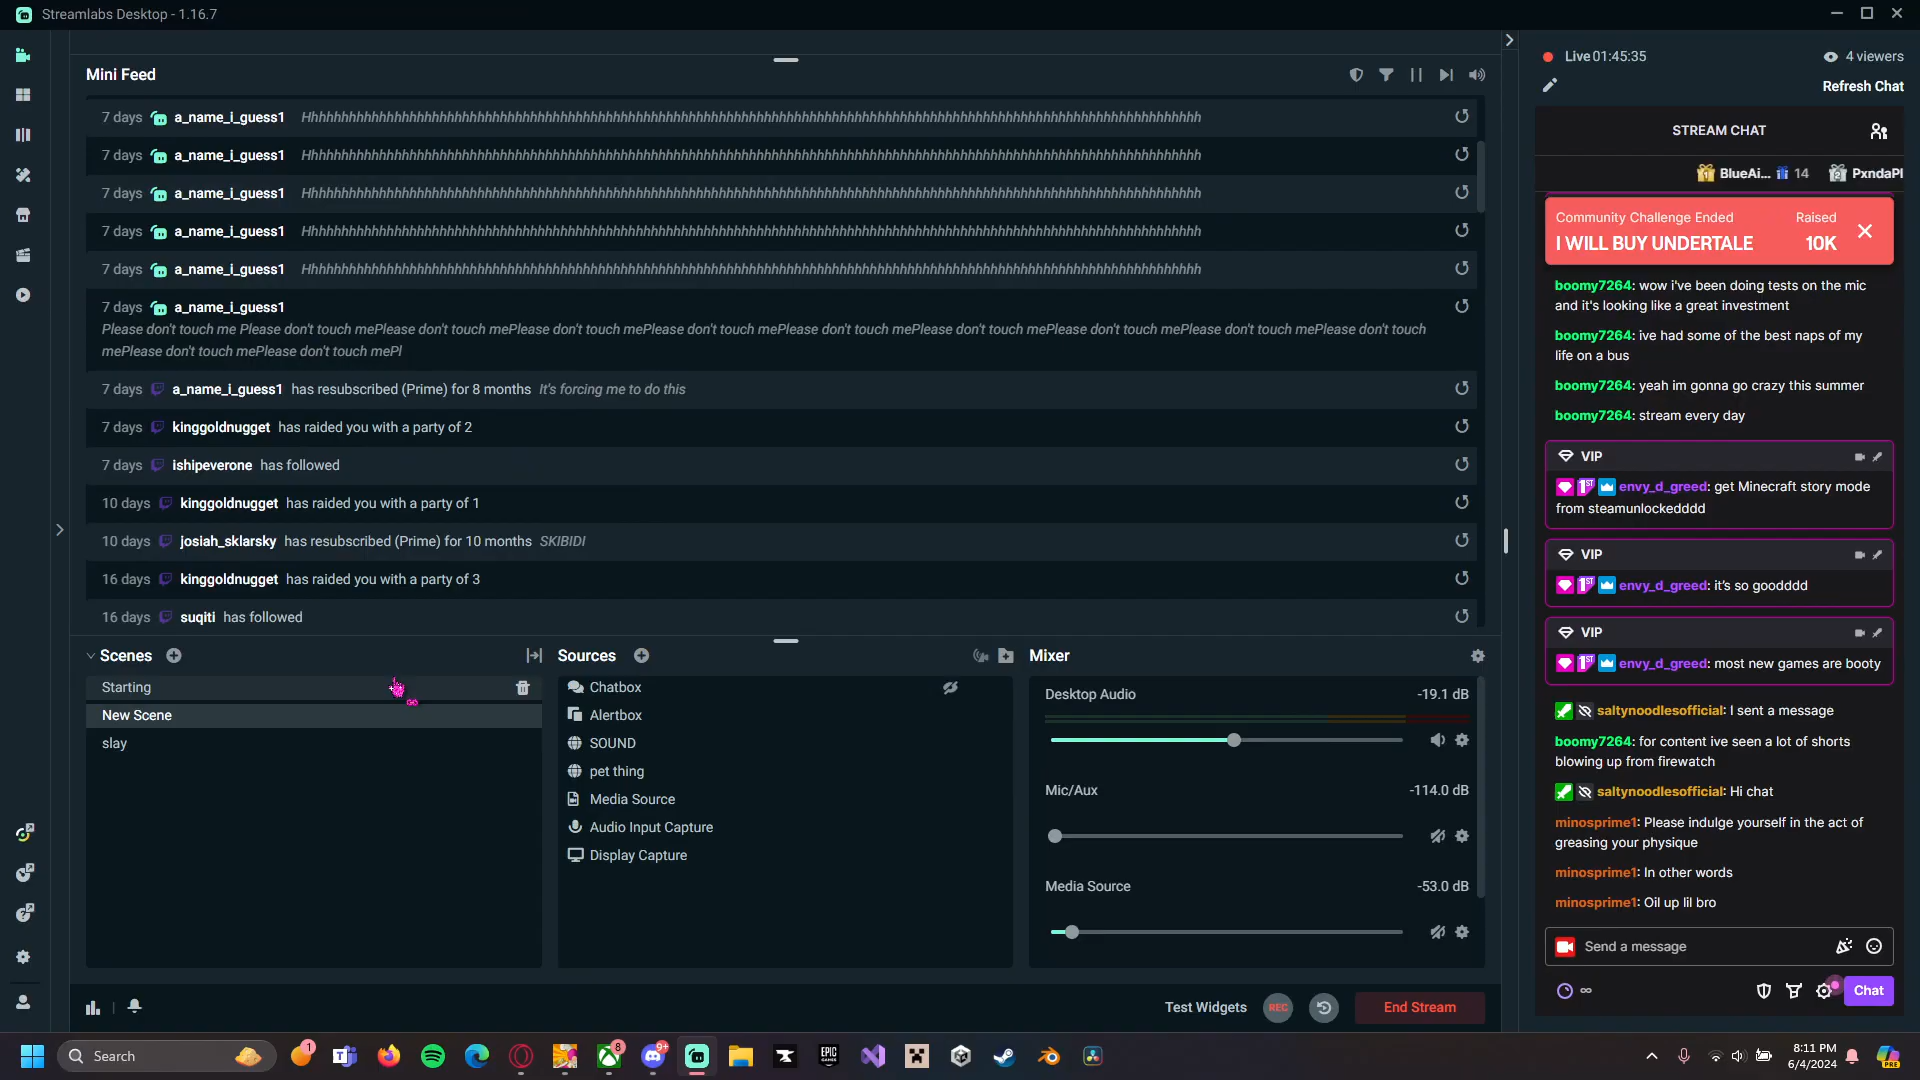 Streamlabs Desktop - 1.16.7
Mini Feed
7 days a_name_i_guess1
7 days a_name_i_guess1
7 days a_name_i_guess1
7 days a_name_i_guess1
7 days a_name_i_guess1
7 days a_name_i_guess1
Please don't touch me Please don't touch mePlease don't touch mePlease don't touch mePlease don't touch mePlease don't touch mePlease don't touch mePlease don't touch mePlease don't touch mePlease don't touch
mePlease don't touch mePlease don't touch mePl
7 days a_name_i_guess1 has resubscribed (Prime) for 8 months It's forcing me to do this
7 days kinggoldnugget has raided you with a party of 2
7 days ishipeverone has followed
10 days kinggoldnugget has raided you with a party of 1
10 days josiah_sklarsky has resubscribed (Prime) for 10 months SKIBIDI
16 days kinggoldnugget has raided you with a party of 3
16 days suqiti has followed
Scenes
Starting
New Scene
slay
Sources
Chatbox
Alertbox
SOUND
pet thing
Media Source
Audio Input Capture
Display Capture
Mixer
Desktop Audio -19.1 dB
Mic/Aux -114.0 dB
Media Source -53.0 dB
Test Widgets REC End Stream
Live 01:45:35 4 viewers
Refresh Chat
STREAM CHAT
BlueAi... 14 PxndaPl
Community Challenge Ended Raised
I WILL BUY UNDERTALE 10K
boomy7264: wow i've been doing tests on the mic
and it's looking like a great investment
boomy7264: ive had some of the best naps of my
life on a bus
boomy7264: yeah im gonna go crazy this summer
boomy7264: stream every day
VIP
1ST envy_d_greed: get Minecraft story mode
from steamunlockedddd
VIP
1ST envy_d_greed: it's so goodddd
VIP
1ST envy_d_greed: most new games are booty
saltynoodlesofficial: I sent a message
boomy7264: for content ive seen a lot of shorts
blowing up from firewatch
saltynoodlesofficial: Hi chat
minosprime1: Please indulge yourself in the act of
greasing your physique
minosprime1: In other words
minosprime1: Oil up lil bro
Send a message
∞ Chat
Search 1 8 9+ EPIC GAMES PRE
8:11 PM
6/4/2024